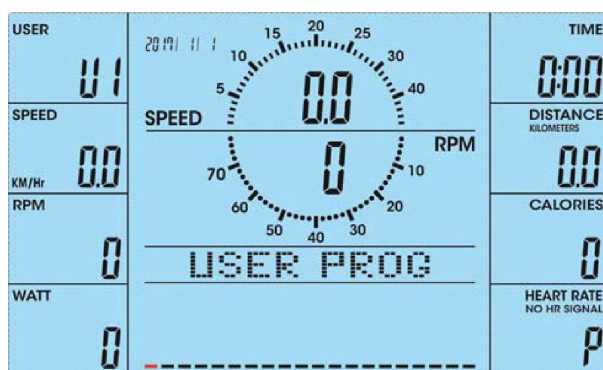 USER
U1
SPEED
KM/Hr 0.0
RPM
0
WATT
0
2017/ 1/ 1
5 10 15 20 25 30 40
0.0
SPEED
RPM
0
70 60 50 40 30 20 10
USER PROG
TIME
0:00
DISTANCE
KILOMETERS
0.0
CALORIES
0
HEART RATE
NO HR SIGNAL
P